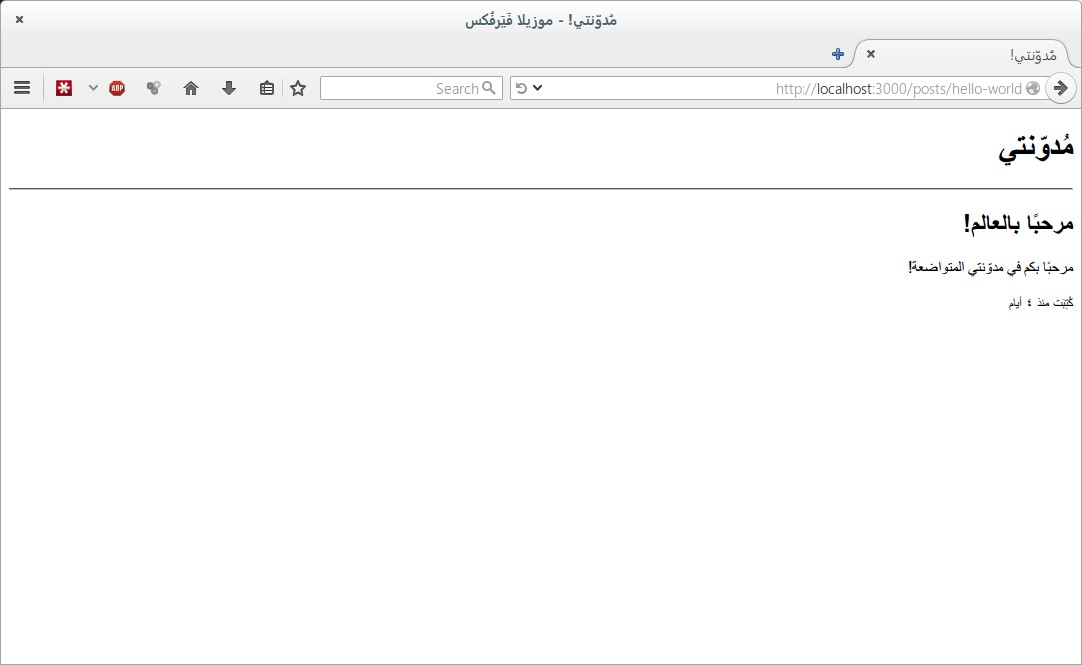 مُدوّنتي! - موزيلا فَيَرفُكس
مُدوّنتي!
http://localhost:3000/posts/hello-world
Search
ABP
مُدوّنتي
مرحبًا بالعالم!
مرحبًا بكم في مدوّنتي المتواضعة!
كُتِبَت منذ ٤ أيام